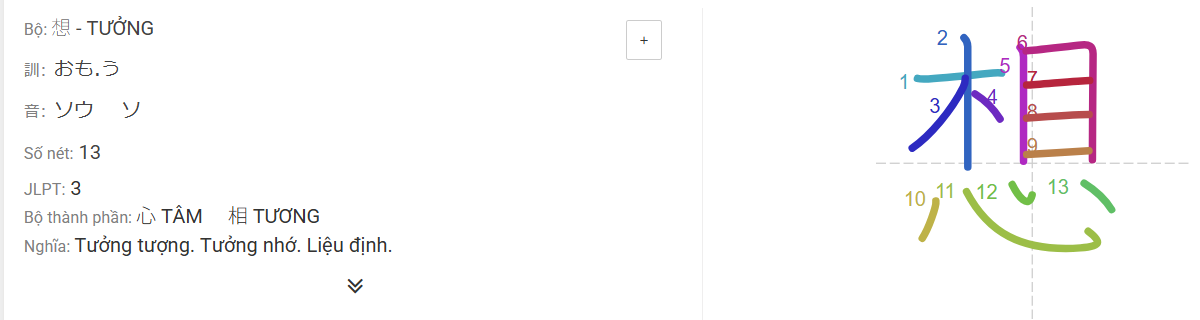 Bộ: 想 - TƯỞNG
+
訓: おも.う
音: ソウ ソ
Số nét: 13
JLPT: 3
Bộ thành phần: 心 TÂM 相 TƯƠNG
Nghĩa: Tưởng tượng. Tưởng nhớ. Liệu định.
想
1
2
3
4
5
6
7
8
9
10
11
12
13